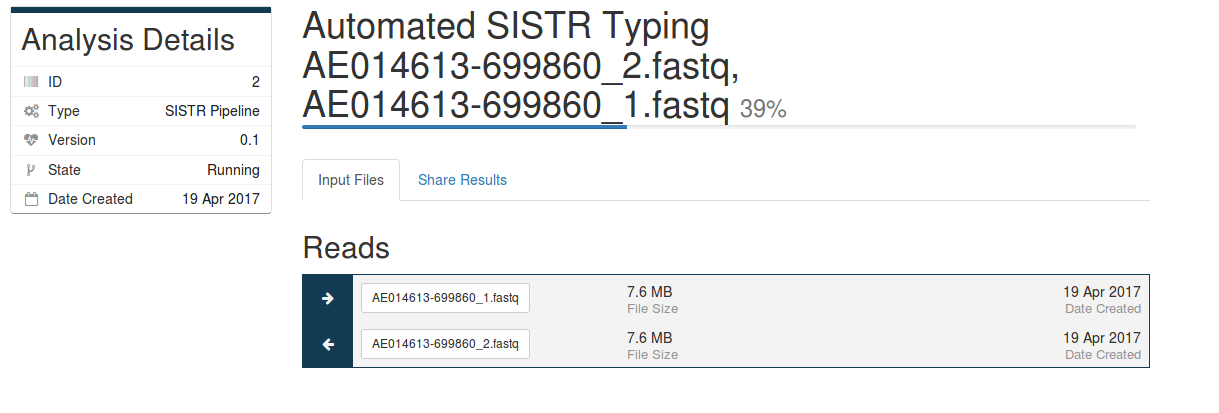 Analysis Details
ID 2
Type SISTR Pipeline
Version 0.1
State Running
Date Created 19 Apr 2017
Automated SISTR Typing
AE014613-699860_2.fastq,
AE014613-699860_1.fastq 39%
Input Files Share Results
Reads
AE014613-699860_1.fastq 7.6 MB 19 Apr 2017
File Size Date Created
AE014613-699860_2.fastq 7.6 MB 19 Apr 2017
File Size Date Created